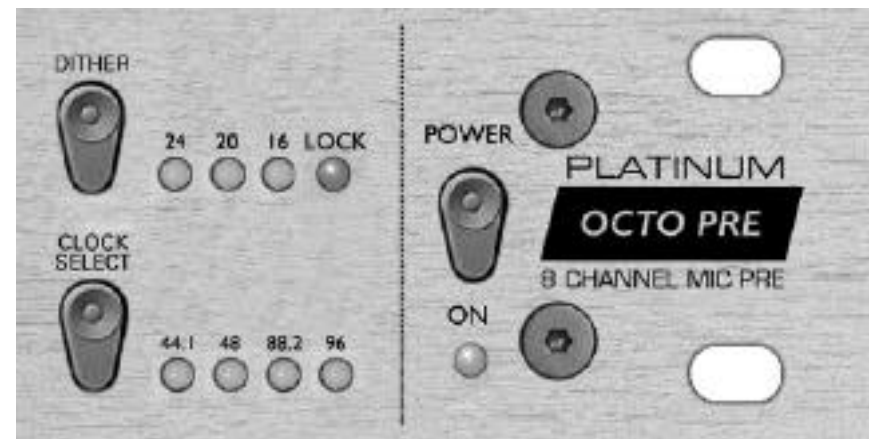 DITHER
24 20 16 LOCK
CLOCK
SELECT
44.1 48 88.2 96
POWER
ON
PLATINUM
OCTO PRE
8 CHANNEL MIC PRE